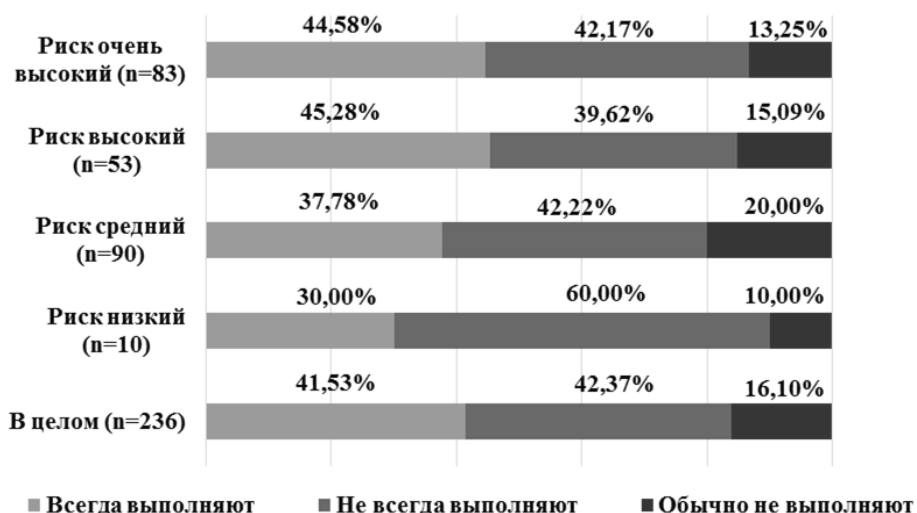 44,58% 42,17% 13,25%
Риск очень
высокий (n=83)
45,28% 39,62% 15,09%
Риск высокий
(n=53)
37,78% 42,22% 20,00%
Риск средний
(n=90)
30,00% 60,00% 10,00%
Риск низкий
(n=10)
41,53% 42,37% 16,10%
В целом (n=236)
Всегда выполняют Не всегда выполняют Обычно не выполняют